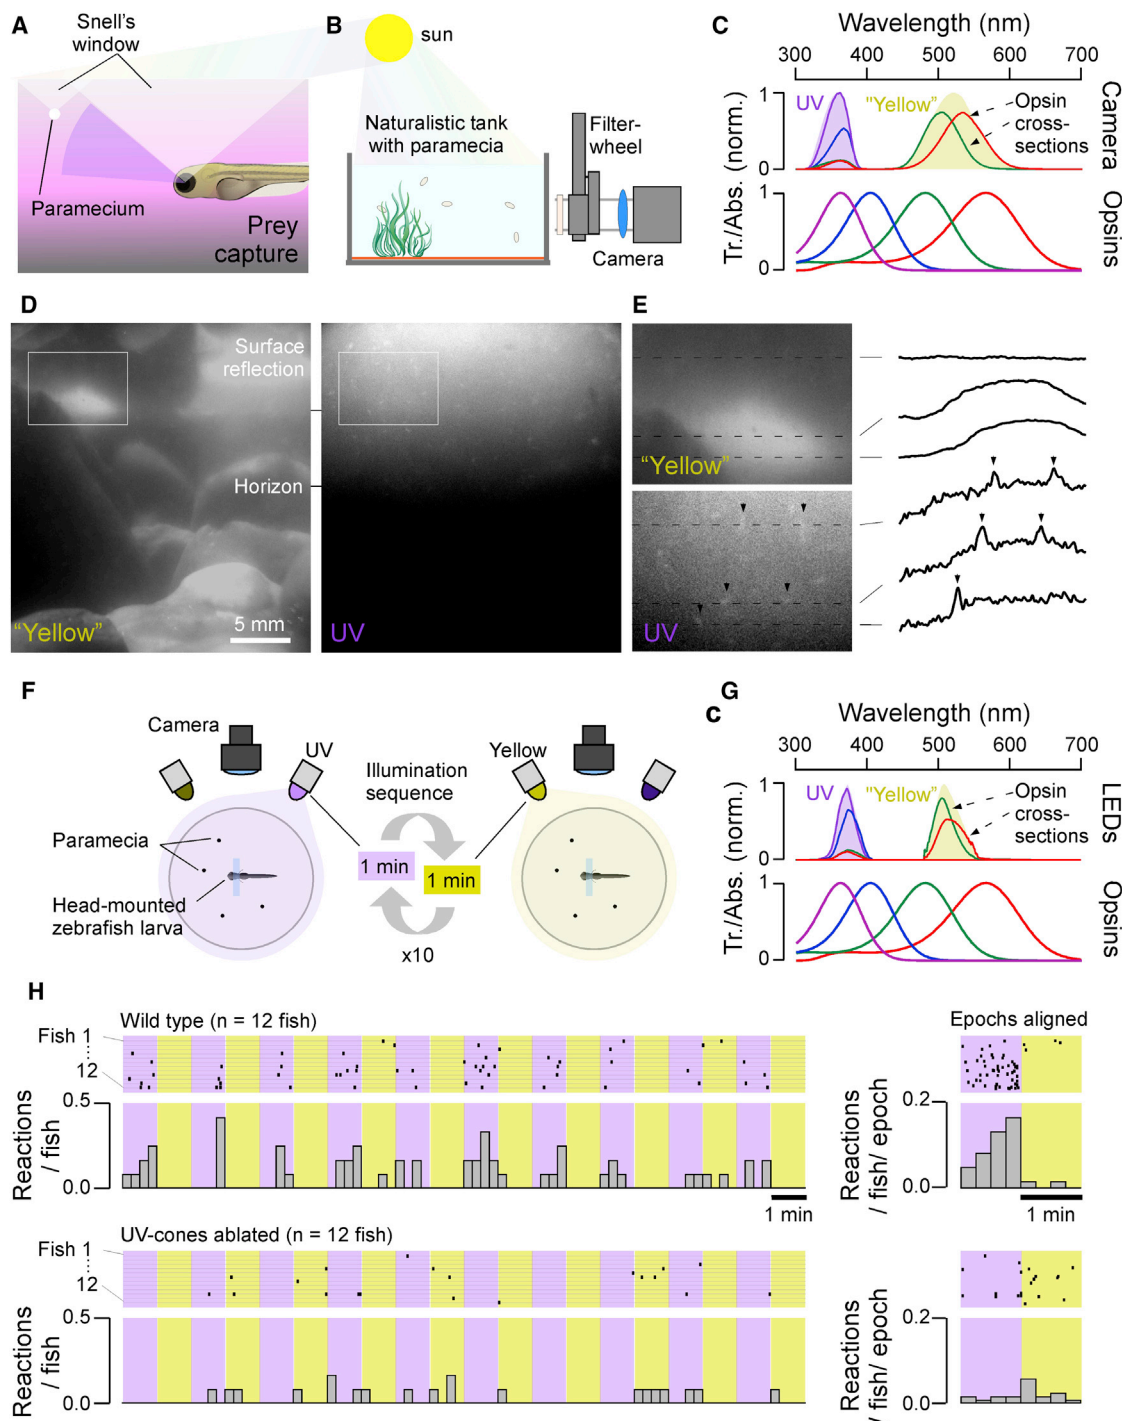 A
Snell's
window
Paramecium
Prey
capture
B
sun
Naturalistic tank
with paramecia
Filter-
wheel
Camera
C
Wavelength (nm)
300 400 500 600 700
1
0
(norm.)
UV
"Yellow"
Opsin
cross-
sections
Camera
1
0
Tr./Abs.
Opsins
D
Surface
reflection
Horizon
"Yellow"
5 mm
UV
E
"Yellow"
UV
F
Camera
UV
Illumination
sequence
Yellow
Paramecia
1 min
1 min
Head-mounted
zebrafish larva
x10
G
c
Wavelength (nm)
300 400 500 600 700
1
0
(norm.)
UV
"Yellow"
Opsin
cross-
sections
LEDs
1
0
Tr./Abs.
Opsins
H
Wild type (n = 12 fish)
Fish 1
12
0.5
0.0
Reactions
/ fish
1 min
Epochs aligned
0.2
0.0
Reactions
/ fish/ epoch
1 min
UV-cones ablated (n = 12 fish)
Fish 1
12
0.5
0.0
Reactions
/ fish
0.2
0.0
Reactions
/ fish/ epoch